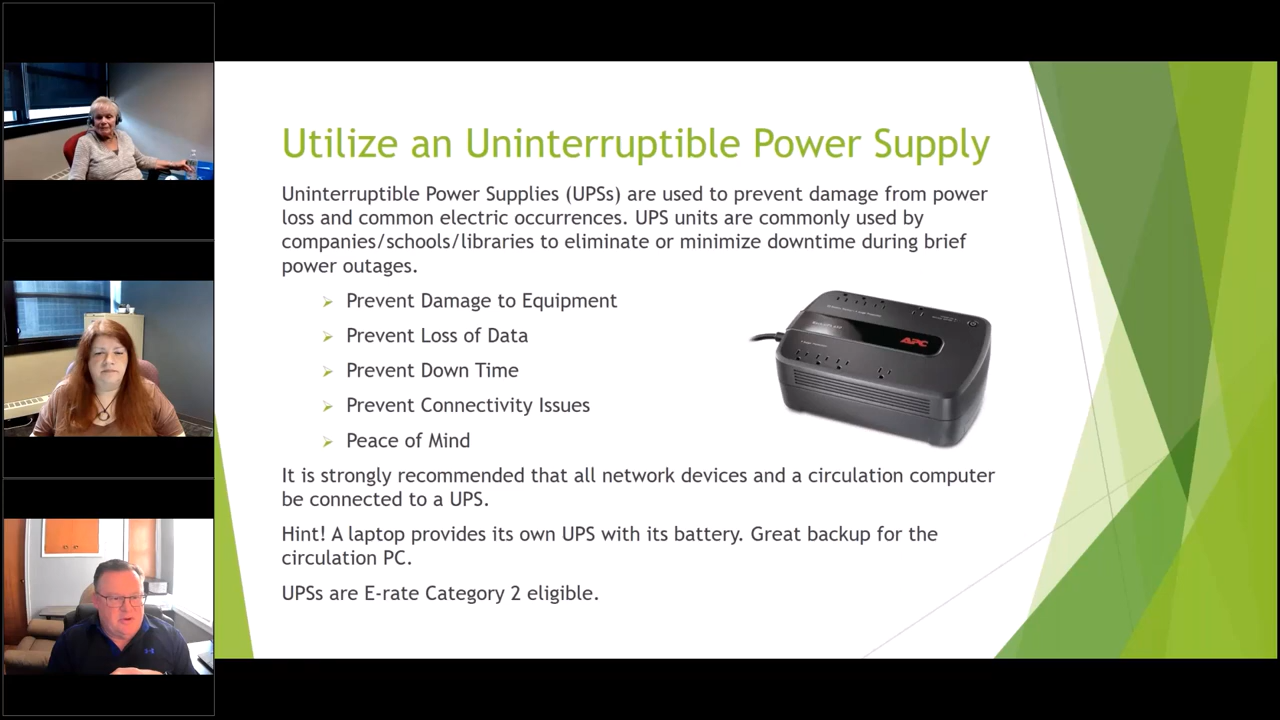 Utilize an Uninterruptible Power Supply
Uninterruptible Power Supplies (UPSs) are used to prevent damage from power
loss and common electric occurrences. UPS units are commonly used by
companies/schools/libraries to eliminate or minimize downtime during brief
power outages.
Prevent Damage to Equipment
Prevent Loss of Data
Prevent Down Time
Prevent Connectivity Issues
Peace of Mind
APC
It is strongly recommended that all network devices and a circulation computer
be connected to a UPS.
Hint! A laptop provides its own UPS with its battery. Great backup for the
circulation PC.
UPSs are E-rate Category 2 eligible.